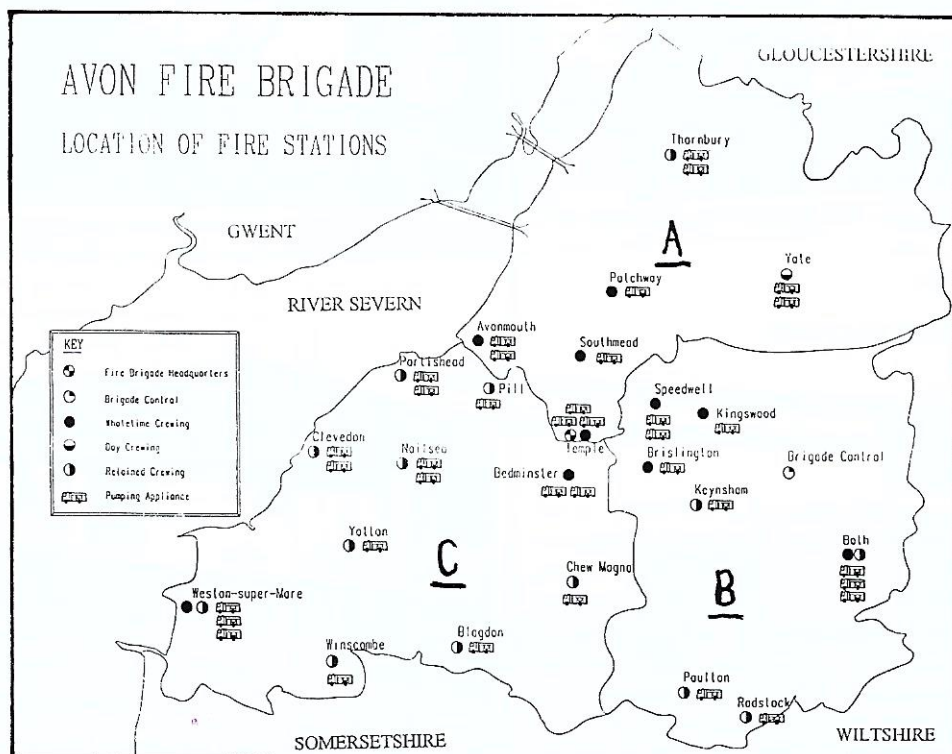 AVON FIRE BRIGADE
LOCATION OF FIRE STATIONS
GLOUCESTERSHIRE
GWENT
RIVER SEVERN
Thornbury
A
Yate
Patchway
Avonmouth
Southmead
Portishead
Pill
Speedwell
Kingswood
Temple
Clevedon
Nailsea
Bedminster
Brislington
Brigade Control
Keynsham
KEY
Fire Brigade Headquarters
Brigade Control
Wholetime Crewing
Day Crewing
Retained Crewing
Pumping Appliance
Yatton
C
Chew Magna
Bath
B
Weston-super-Mare
Winscombe
Blagdon
Paulton
Radstock
SOMERSETSHIRE
WILTSHIRE